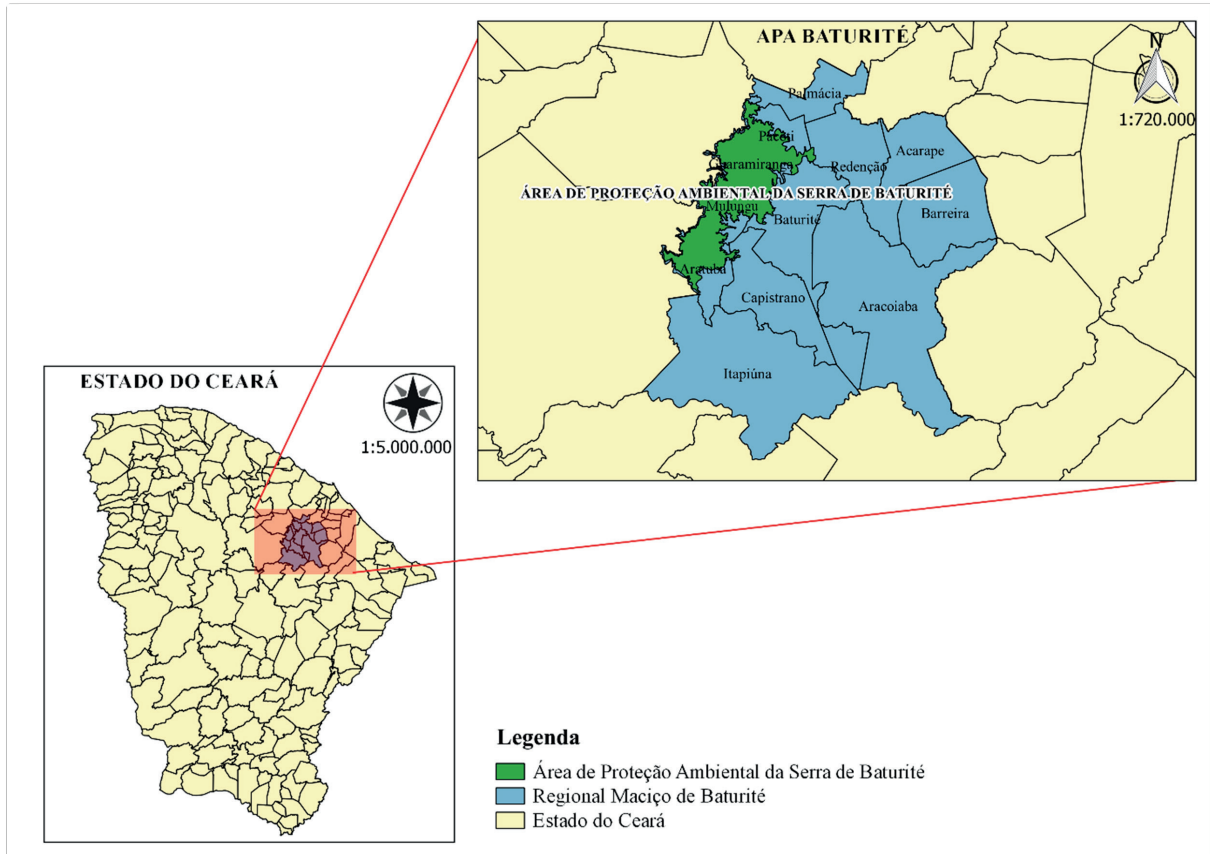 APA BATURITÉ
N
1:720.000
Palmácia
Pacoti
Acarape
Guaramiranga
Redenção
ÁREA DE PROTEÇÃO AMBIENTAL DA SERRA DE BATURITÉ
Mulungu
Baturité
Barreira
Aratuba
Capistrano
Aracoiaba
Itapiúna
ESTADO DO CEARÁ
1:5.000.000
Legenda
Área de Proteção Ambiental da Serra de Baturité
Regional Maciço de Baturité
Estado do Ceará